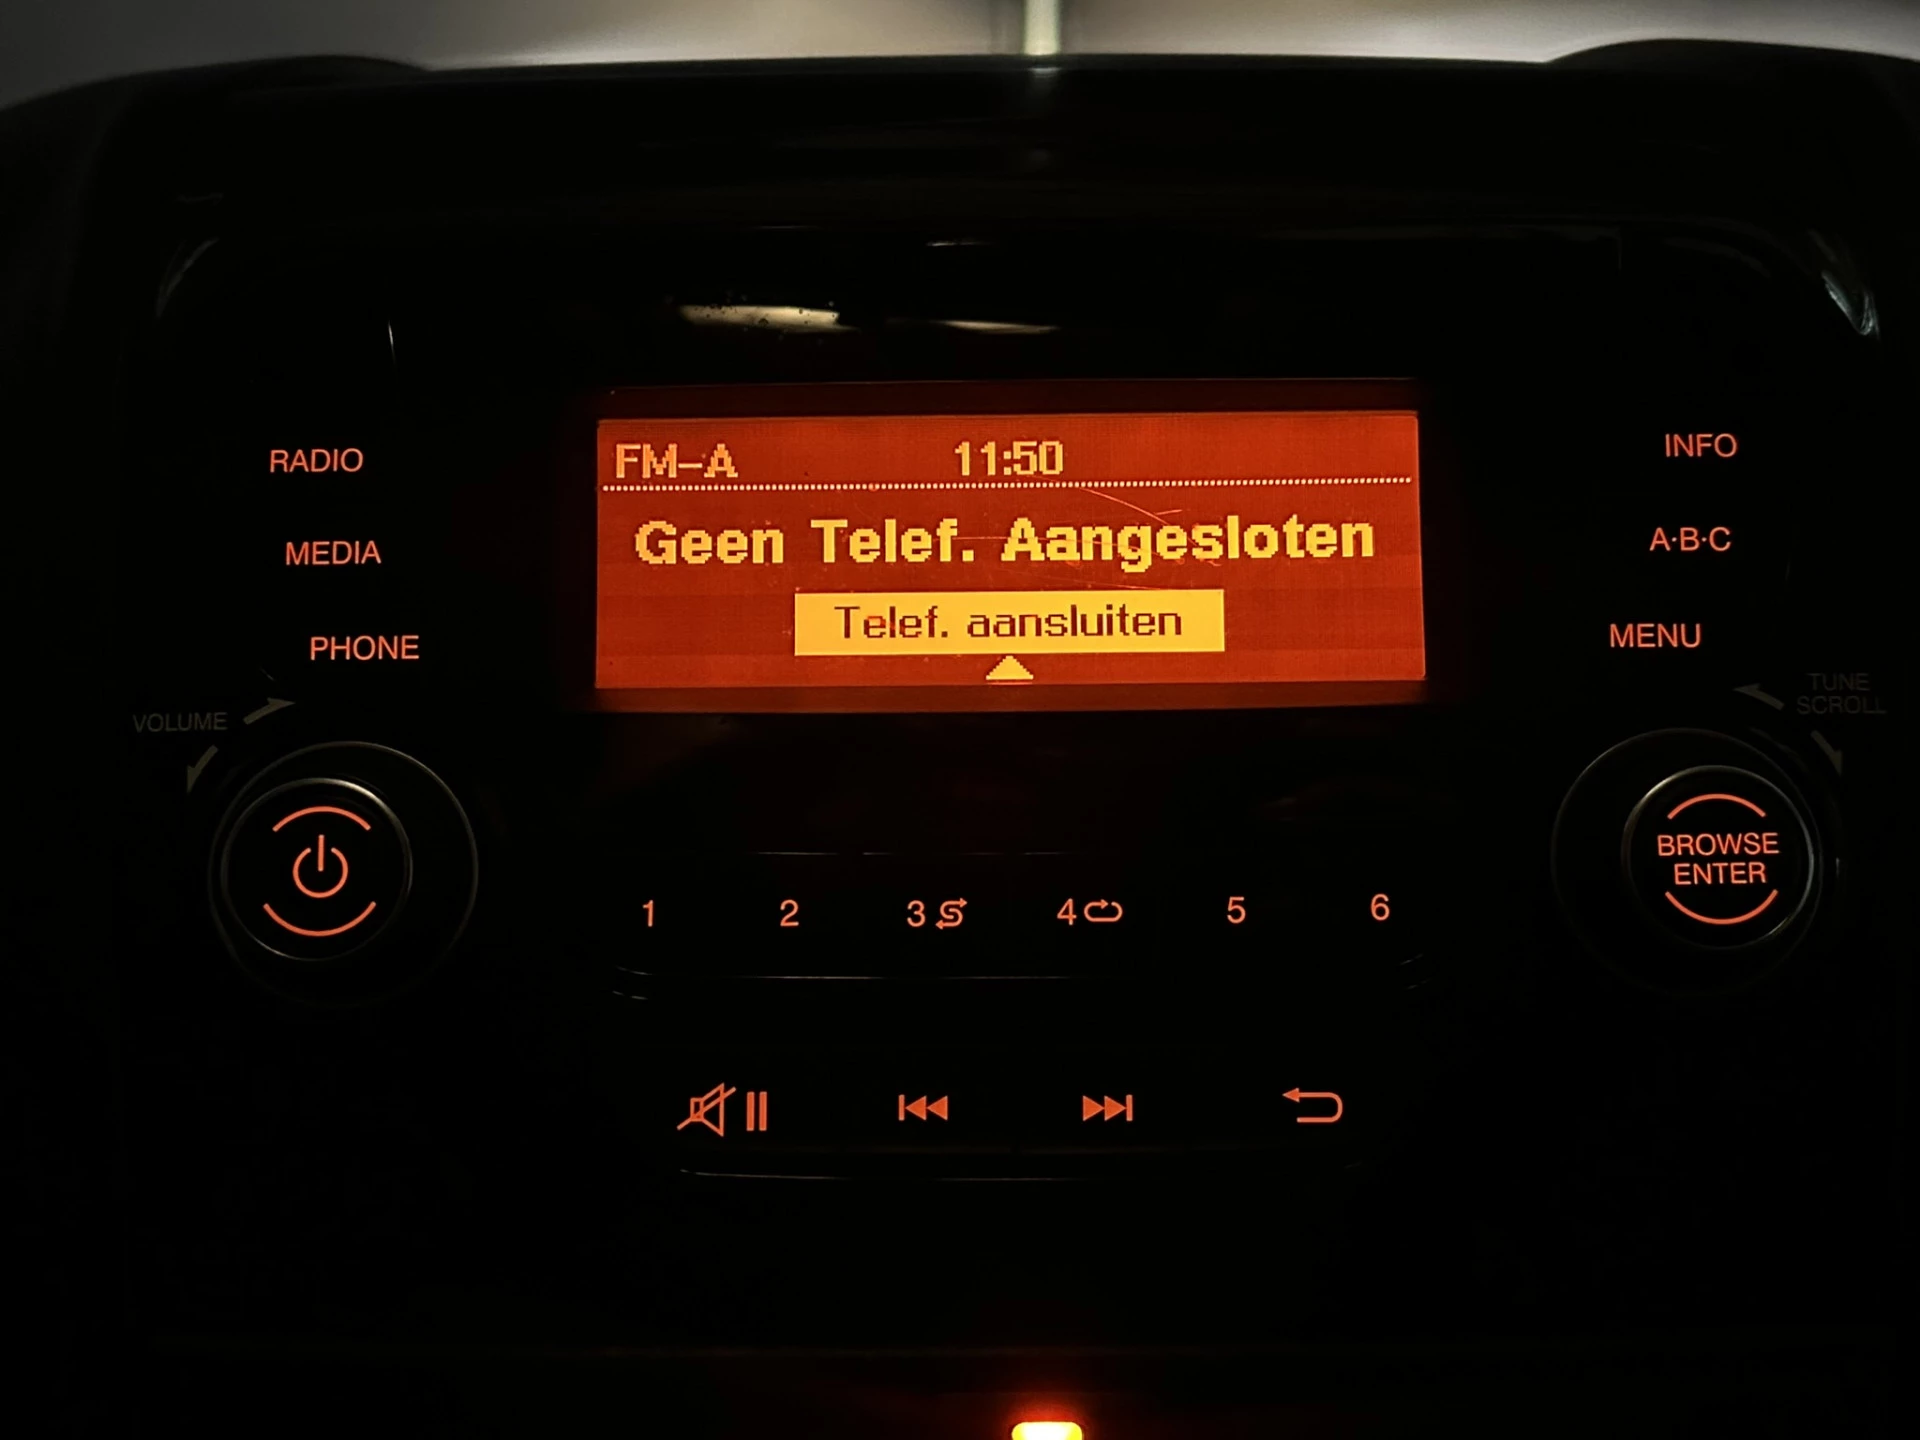 FM-A 11:50
Geen Telef. Aangesloten
Telef. aansluiten
RADIO
MEDIA
PHONE
VOLUME
INFO
A·B·C
MENU
TUNE
SCROLL
BROWSE
ENTER
1 2 3 4 5 6